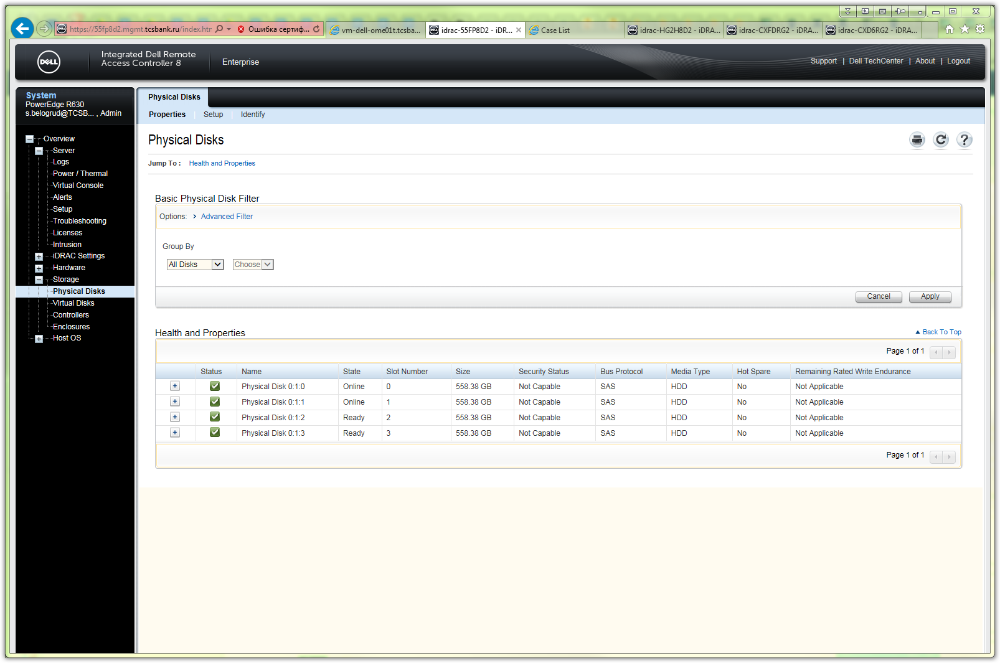 https://55fp8d2.mgmt.tcsbank.ru/index.htr
Ошибка сертиф...
vm-dell-ome01t.tcsba...
idrac-55FP8D2 - iDR...
Case List
idrac-HG2H8D2 - iDRA...
idrac-CXFDRG2 - iDRA...
idrac-CXD6RG2 - iDRA...
DELL
Integrated Dell Remote
Access Controller 8
Enterprise
Support | Dell TechCenter | About | Logout
System
PowerEdge R630
s.belogrud@TCSB... , Admin
Overview
Server
Logs
Power / Thermal
Virtual Console
Alerts
Setup
Troubleshooting
Licenses
Intrusion
iDRAC Settings
Hardware
Storage
Physical Disks
Virtual Disks
Controllers
Enclosures
Host OS
Physical Disks
Properties Setup Identify
Physical Disks
Jump To : Health and Properties
Basic Physical Disk Filter
Options: Advanced Filter
Group By
All Disks Choose
Cancel Apply
Health and Properties
Back To Top
Page 1 of 1
Status Name State Slot Number Size Security Status Bus Protocol Media Type Hot Spare Remaining Rated Write Endurance
Physical Disk 0:1:0 Online 0 558.38 GB Not Capable SAS HDD No Not Applicable
Physical Disk 0:1:1 Online 1 558.38 GB Not Capable SAS HDD No Not Applicable
Physical Disk 0:1:2 Ready 2 558.38 GB Not Capable SAS HDD No Not Applicable
Physical Disk 0:1:3 Ready 3 558.38 GB Not Capable SAS HDD No Not Applicable
Page 1 of 1